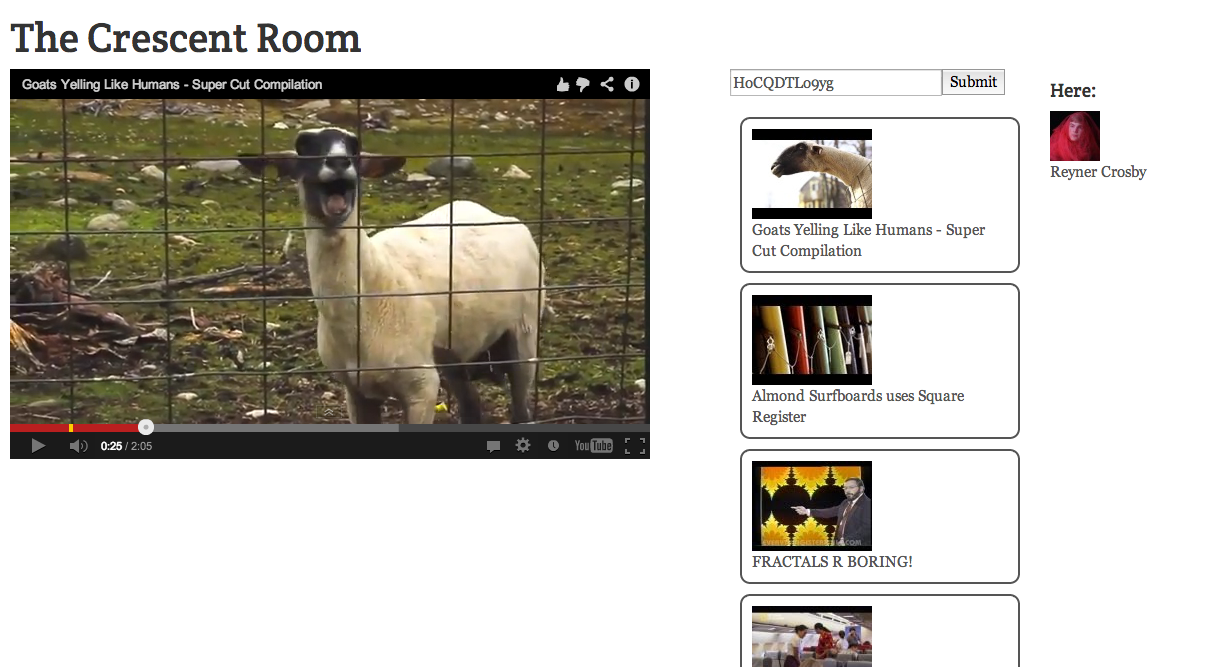 The Crescent Room
Goats Yelling Like Humans - Super Cut Compilation
0:25 / 2:05
YouTube
HoCQDTLo9yg
Submit
Goats Yelling Like Humans - Super
Cut Compilation
Almond Surfboards uses Square
Register
FRACTALS R BORING!
Here:
Reyner Crosby